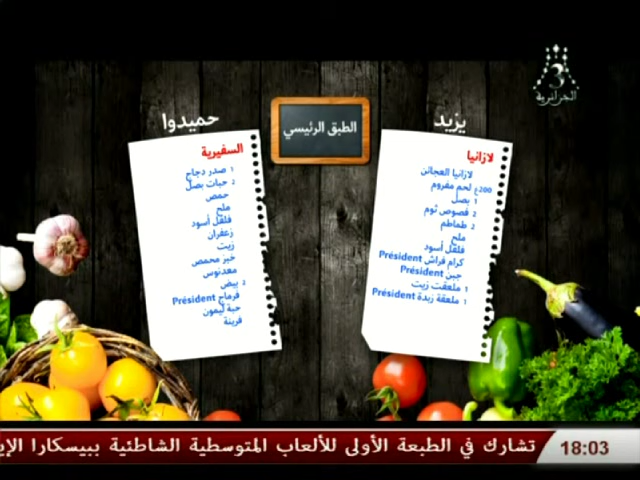 3
الجزائرية
الطبق الرئيسي
يزيد
لازانيا
لازانيا العجائن
200غ لحم مفروم
1 بصل
2 فصوص ثوم
2 طماطم
ملح
فلفل أسود
كرام فراش Président
جبن Président
1 ملعقت زيت
1 ملعقة زبدة Président
حميدوا
السفيرية
1 صدر دجاج
2 حبات بصل
حمص
ملح
فلفل أسود
زعفران
زيت
خبز محمص
معدنوس
2 بيض
فرماج Président
حبة ليمون
فرينة
تشارك في الطبعة الأولى للألعاب المتوسطية الشاطئية ببيسكارا
18:03